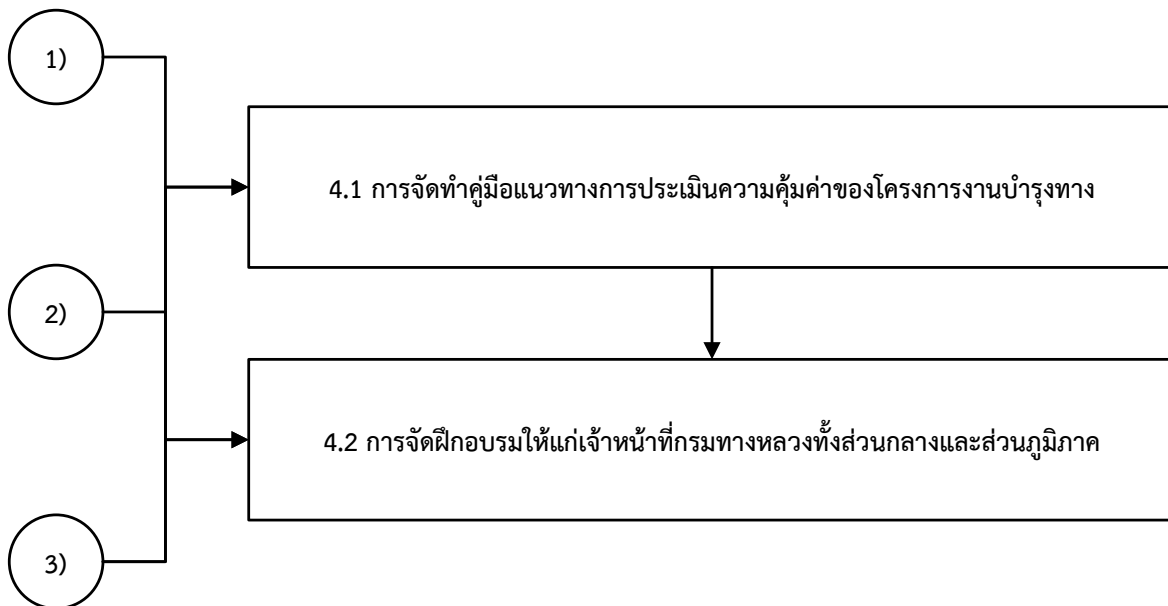 1)
4.1 การจัดทำคู่มือแนวทางการประเมินความคุ้มค่าของโครงการงานบำรุงทาง
2)
4.2 การจัดฝึกอบรมให้แก่เจ้าหน้าที่กรมทางหลวงทั้งส่วนกลางและส่วนภูมิภาค
3)